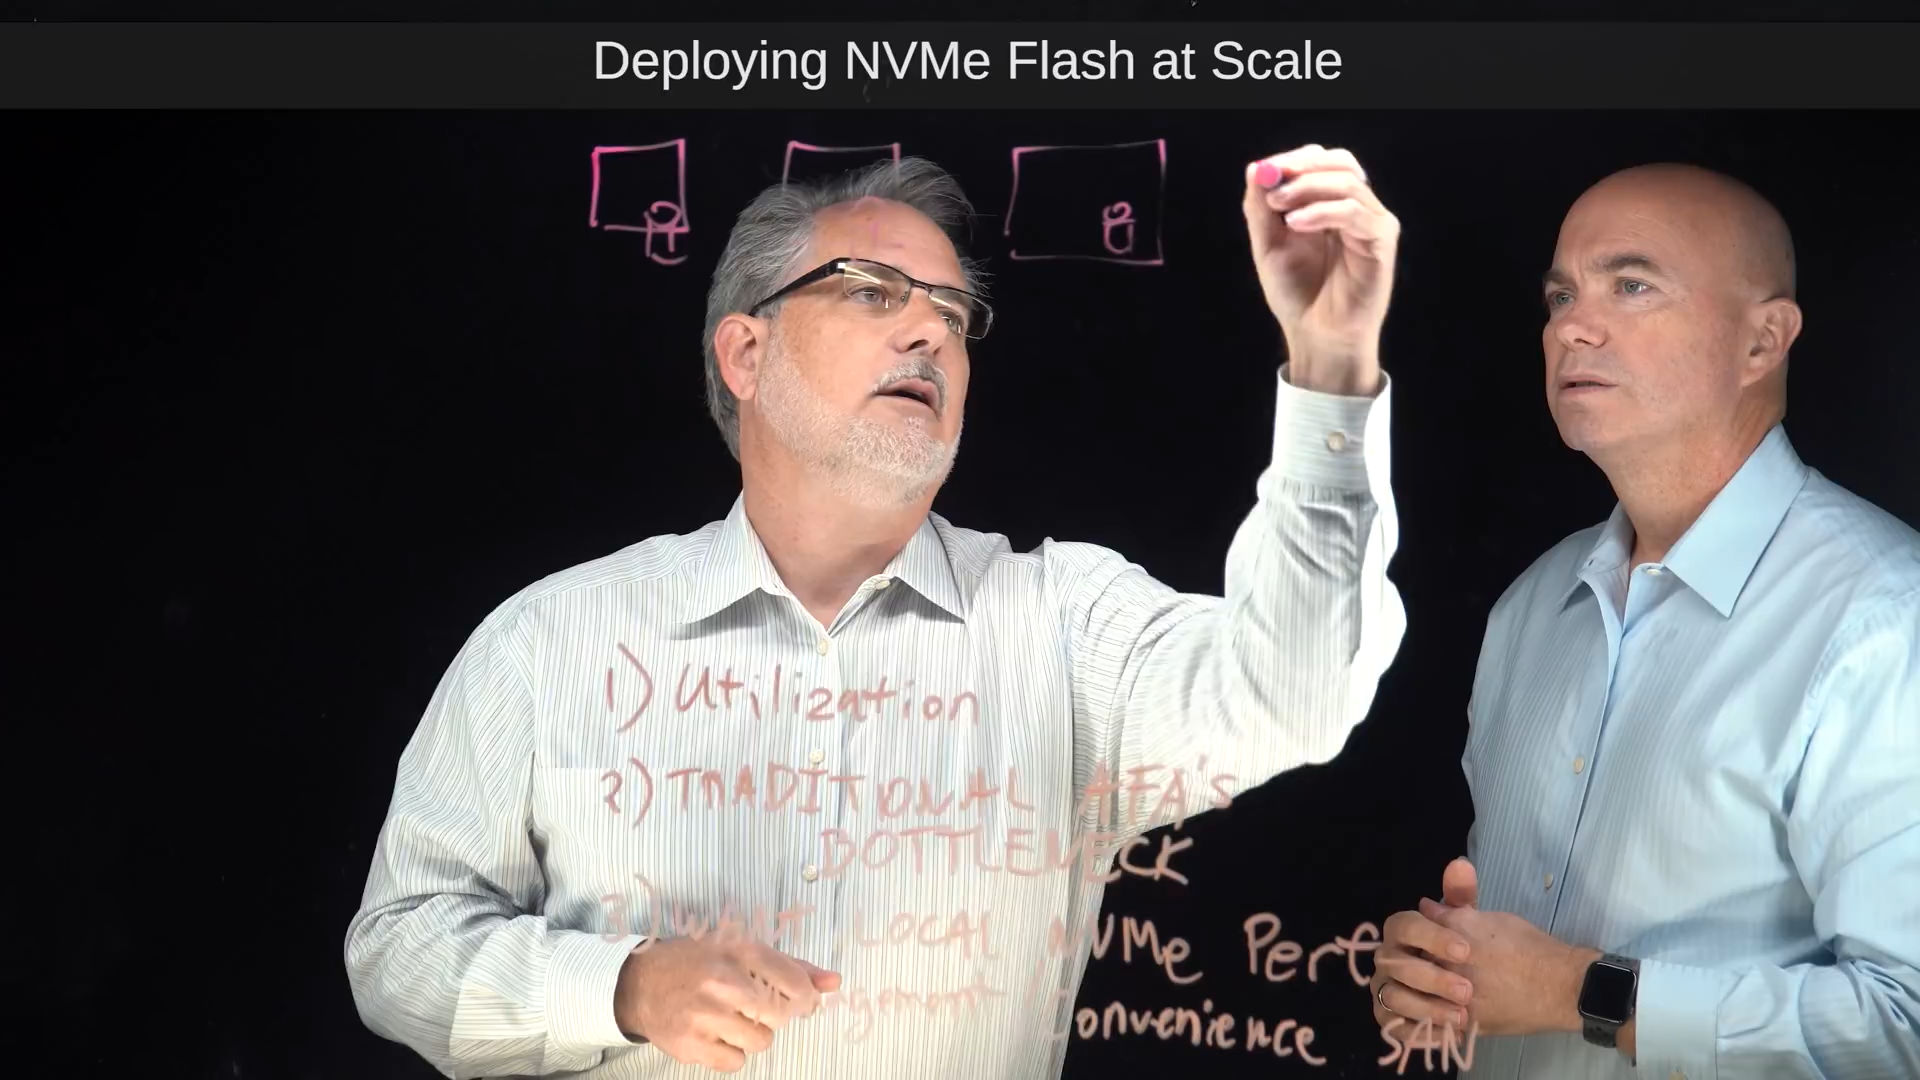 Deploying NVMe Flash at Scale
1) Utilization
2) TRADITIONAL AFA'S
BOTTLENECK
3) WANT LOCAL NVMe Perf
Convenience SAN